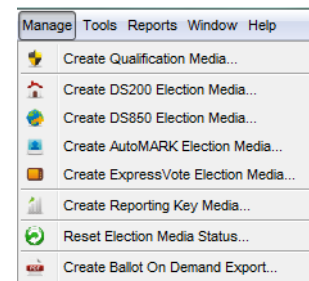 Manage Tools Reports Window Help
Create Qualification Media...
Create DS200 Election Media...
Create DS850 Election Media...
Create AutoMARK Election Media...
Create ExpressVote Election Media...
Create Reporting Key Media...
Reset Election Media Status...
Create Ballot On Demand Export...